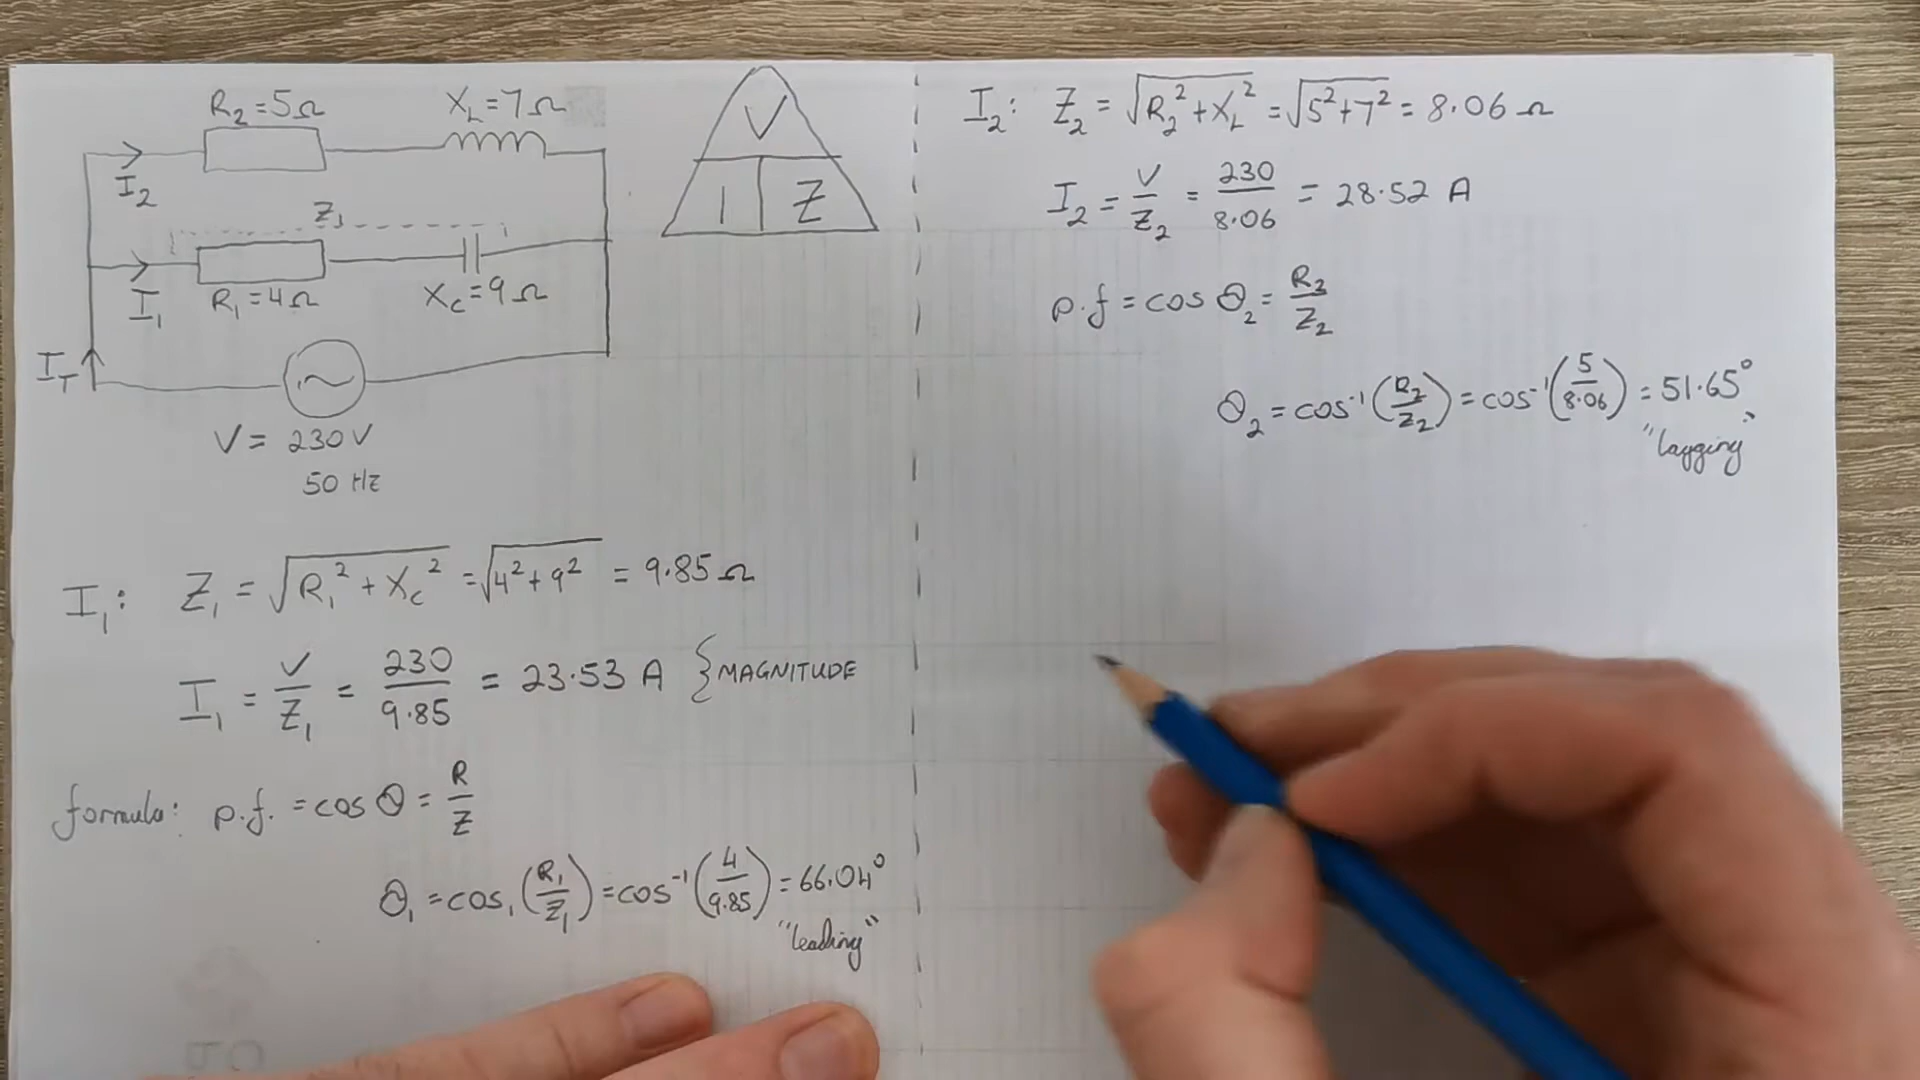 R₂=5Ω
X_L=7Ω
I₂
Z₁
I₁
R₁=4Ω
X_C=9Ω
I_T
V= 230V
50 Hz
V
I Z
I₁: Z₁ = √(R₁² + X_C²) = √(4²+9²) = 9.85Ω
I₁ = V/Z₁ = 230/9.85 = 23.53 A } MAGNITUDE
formula: p.f. = cos θ = R/Z
θ₁ = cos₁(R₁/Z₁) = cos⁻¹(4/9.85) = 66.04°
"leading"
I₂: Z₂ = √(R₂²+X_L²) = √(5²+7²) = 8.06 Ω
I₂ = V/Z₂ = 230/8.06 = 28.52 A
p.f = cos θ₂ = R₂/Z₂
θ₂ = cos⁻¹(R₂/Z₂) = cos⁻¹(5/8.06) = 51.65°
"lagging"